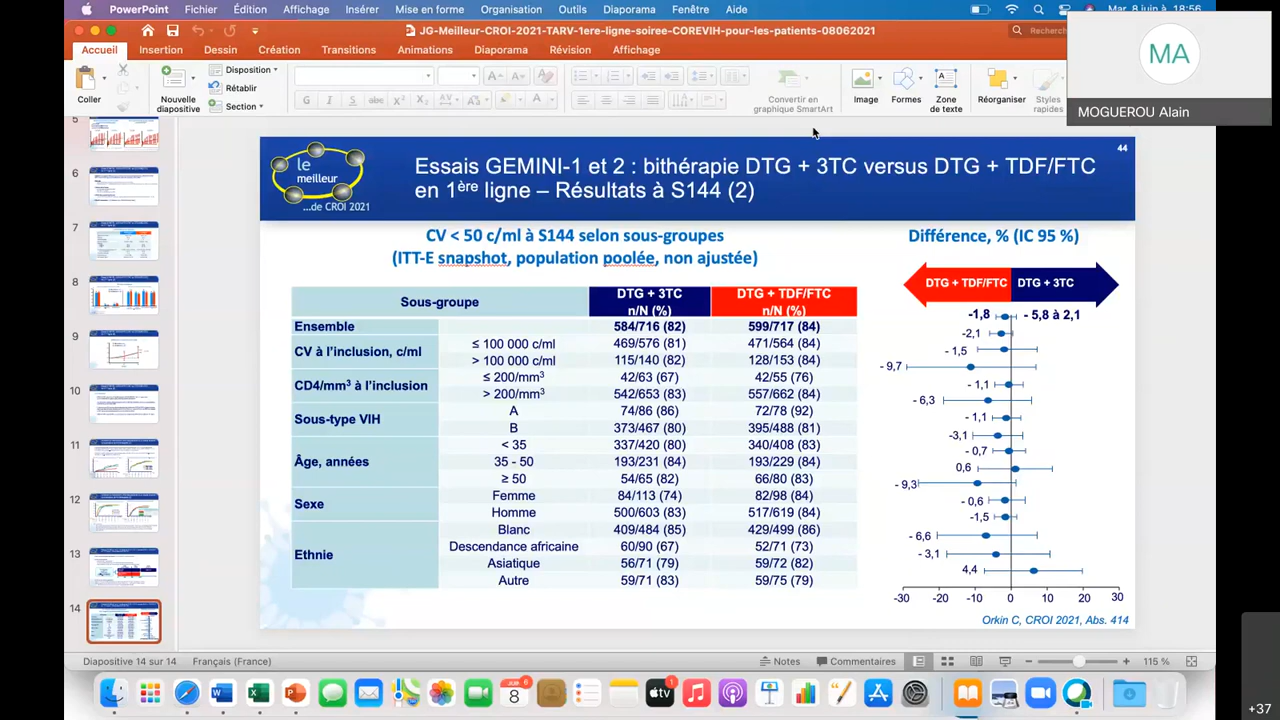 PowerPoint Fichier Édition Affichage Insérer Mise en forme Organisation Outils Diaporama Fenêtre Aide
Mar 8 juin à 18:56
JG-Meilleur-CROI-2021-TARV-1ere-ligne-soiree-COREVIH-pour-les-patients-08062021
Accueil Insertion Dessin Création Transitions Animations Diaporama Révision Affichage
Coller
Nouvelle
diapositive
Disposition
Rétablir
Section
Convertir en
graphique SmartArt
Image
Formes
Zone
de texte
Réorganiser
Styles
rapides
MA
MOGUEROU Alain
5
6
7
8
9
10
11
12
13
14
44
le
meilleur
...de CROI 2021
Essais GEMINI 1 et 2 : bithérapie DTG + 3TC versus DTG + TDF/FTC
en 1ère ligne - Résultats à S144 (2)
CV < 50 c/ml à S144 selon sous-groupes
(ITT-E snapshot, population poolée, non ajustée)
Différence, % (IC 95 %)
DTG + TDF/FTC DTG + 3TC
Sous-groupe
DTG + 3TC
n/N (%)
DTG + TDF/FTC
n/N (%)
Ensemble 584/716 (82) 599/717 (84)
CV à l'inclusion, c/ml
≤ 100 000 c/ml 469/576 (81) 471/564 (84)
> 100 000 c/ml 115/140 (82) 128/153 (84)
CD4/mm³ à l'inclusion
≤ 200/mm³ 42/63 (67) 42/55 (76)
> 200/mm³ 542/653 (83) 557/662 (84)
Sous-type VIH
A 74/86 (86) 72/78 (92)
B 373/467 (80) 395/488 (81)
Âge, années
< 35 337/420 (80) 340/408
35 - 50 193/231 (84) 193/229 (84)
≥ 50 54/65 (82) 66/80 (83)
Sexe
Femme 84/113 (74) 82/98 (84)
Homme 500/603 (83) 517/619 (84)
Ethnie
Blanc 409/484 (85) 429/499 (86)
Descendance africaine 60/90 (67) 52/71 (73)
Asiatique 59/72 (82)
Autre 59/71 (83) 59/75 (79)
-1,8
- 5,8 à 2,1
-2,1
- 1,5
- 9,7
- 1,1
- 6,3
-1,1
- 3,1
- 0,7
0,6
- 9,3
- 0,6
-1,5
- 6,6
- 3,1
-30 -20 -10 0 10 20 30
Orkin C, CROI 2021, Abs. 414
Diapositive 14 sur 14 Français (France)
Notes Commentaires 115 %
8
+37